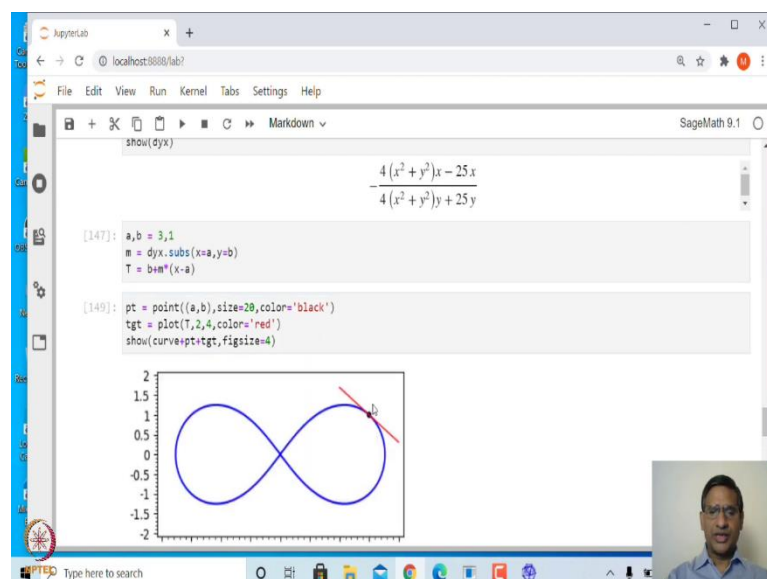 JupyterLab
localhost:8888/lab?
File Edit View Run Kernel Tabs Settings Help
Markdown
SageMath 9.1
show(dyx)
-\frac{4(x^2+y^2)x-25x}{4(x^2+y^2)y+25y}
[147]: a,b = 3,1
m = dyx.subs(x=a,y=b)
T = b+m*(x-a)
[149]: pt = point((a,b),size=20,color='black')
tgt = plot(T,2,4,color='red')
show(curve+pt+tgt,figsize=4)
2
1.5
1
0.5
0
-0.5
-1
-1.5
-2
Type here to search